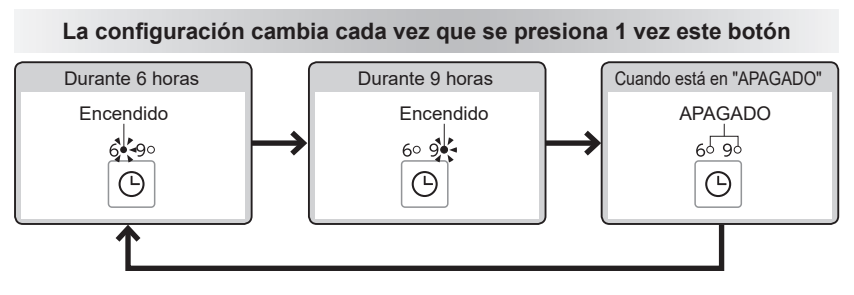 La configuración cambia cada vez que se presiona 1 vez este botón
Durante 6 horas
Encendido
6 9
Durante 9 horas
Encendido
6 9
Cuando está en "APAGADO"
APAGADO
6 9